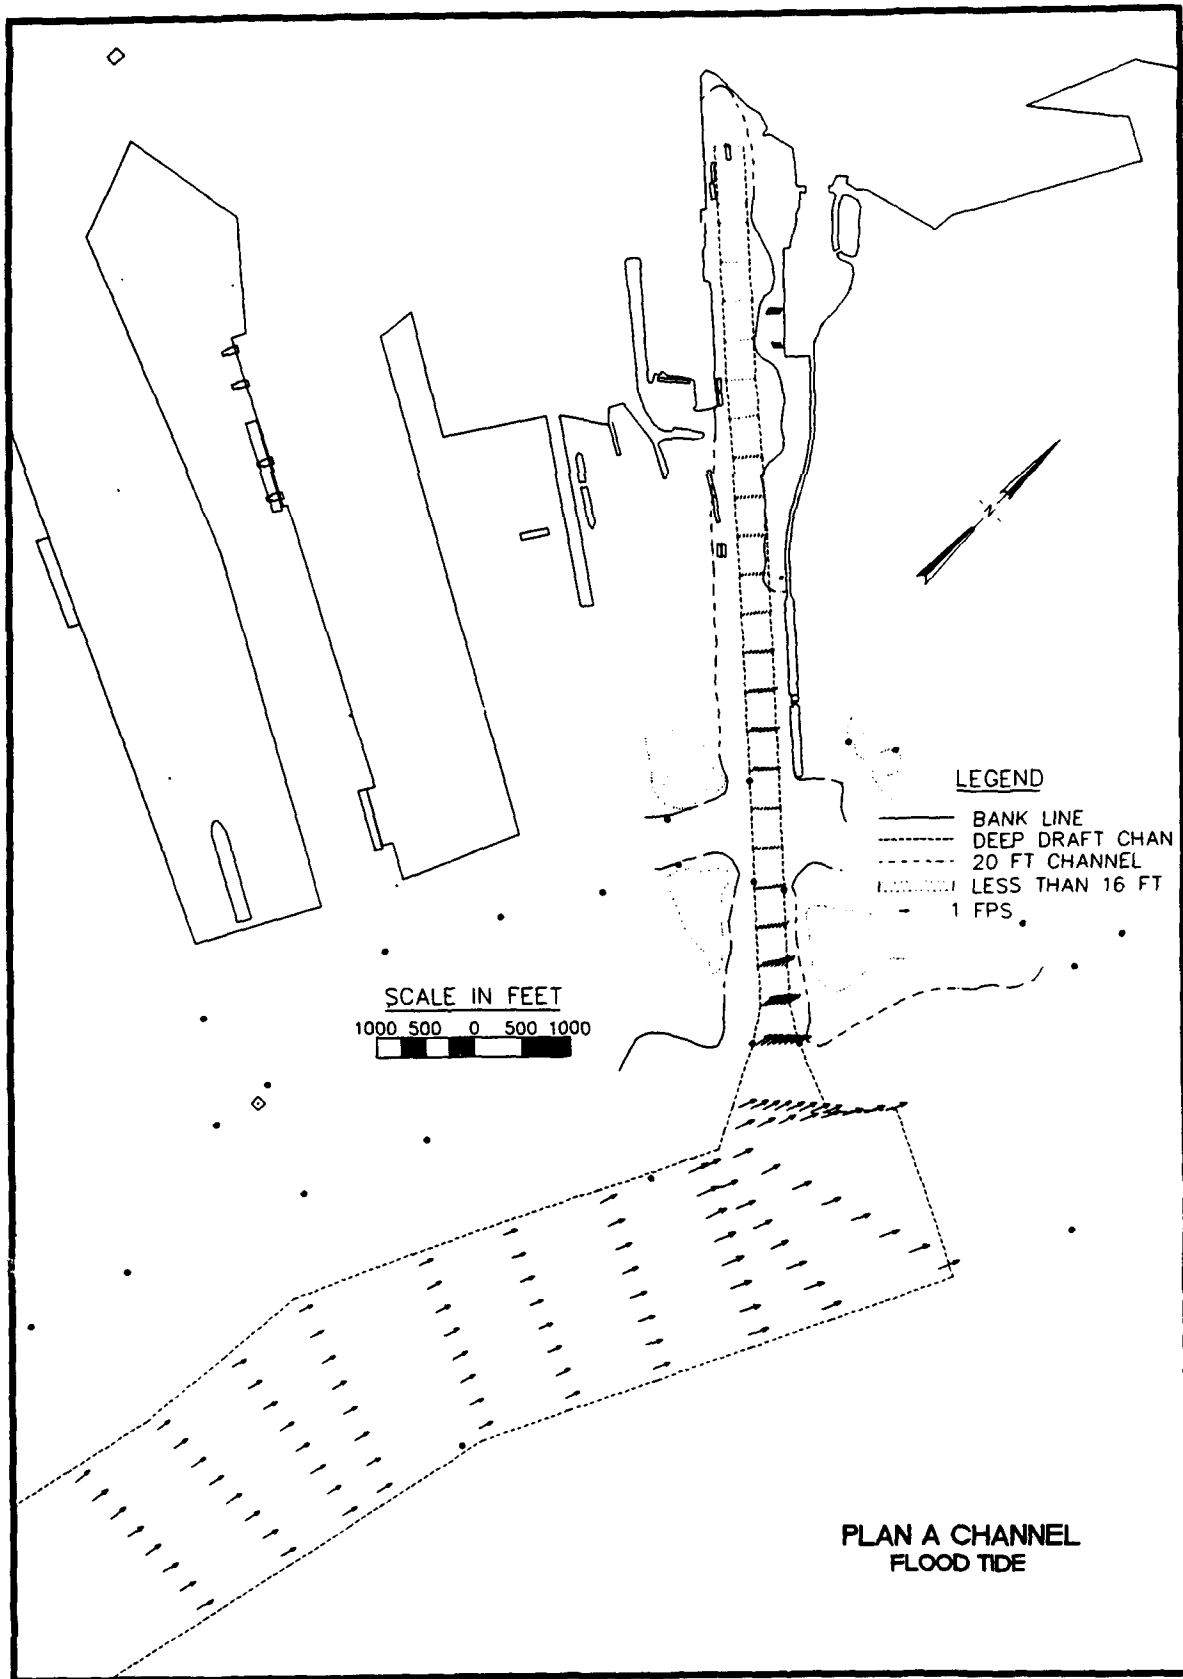 N
LEGEND
BANK LINE
DEEP DRAFT CHAN
20 FT CHANNEL
LESS THAN 16 FT
1 FPS
SCALE IN FEET
1000 500 0 500 1000
PLAN A CHANNEL
FLOOD TIDE